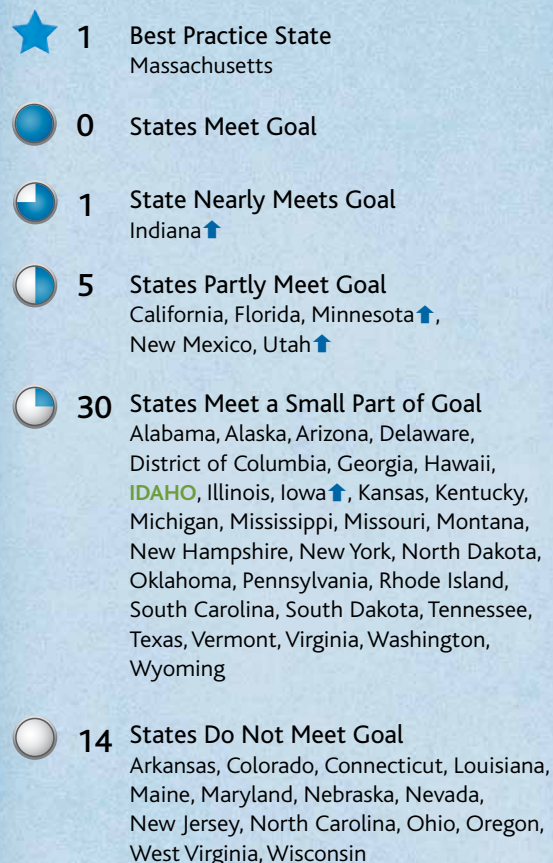 1 Best Practice State
Massachusetts
0 States Meet Goal
1 State Nearly Meets Goal
Indiana⬆
5 States Partly Meet Goal
California, Florida, Minnesota⬆,
New Mexico, Utah⬆
30 States Meet a Small Part of Goal
Alabama, Alaska, Arizona, Delaware,
District of Columbia, Georgia, Hawaii,
IDAHO, Illinois, Iowa⬆, Kansas, Kentucky,
Michigan, Mississippi, Missouri, Montana,
New Hampshire, New York, North Dakota,
Oklahoma, Pennsylvania, Rhode Island,
South Carolina, South Dakota, Tennessee,
Texas, Vermont, Virginia, Washington,
Wyoming
14 States Do Not Meet Goal
Arkansas, Colorado, Connecticut, Louisiana,
Maine, Maryland, Nebraska, Nevada,
New Jersey, North Carolina, Ohio, Oregon,
West Virginia, Wisconsin